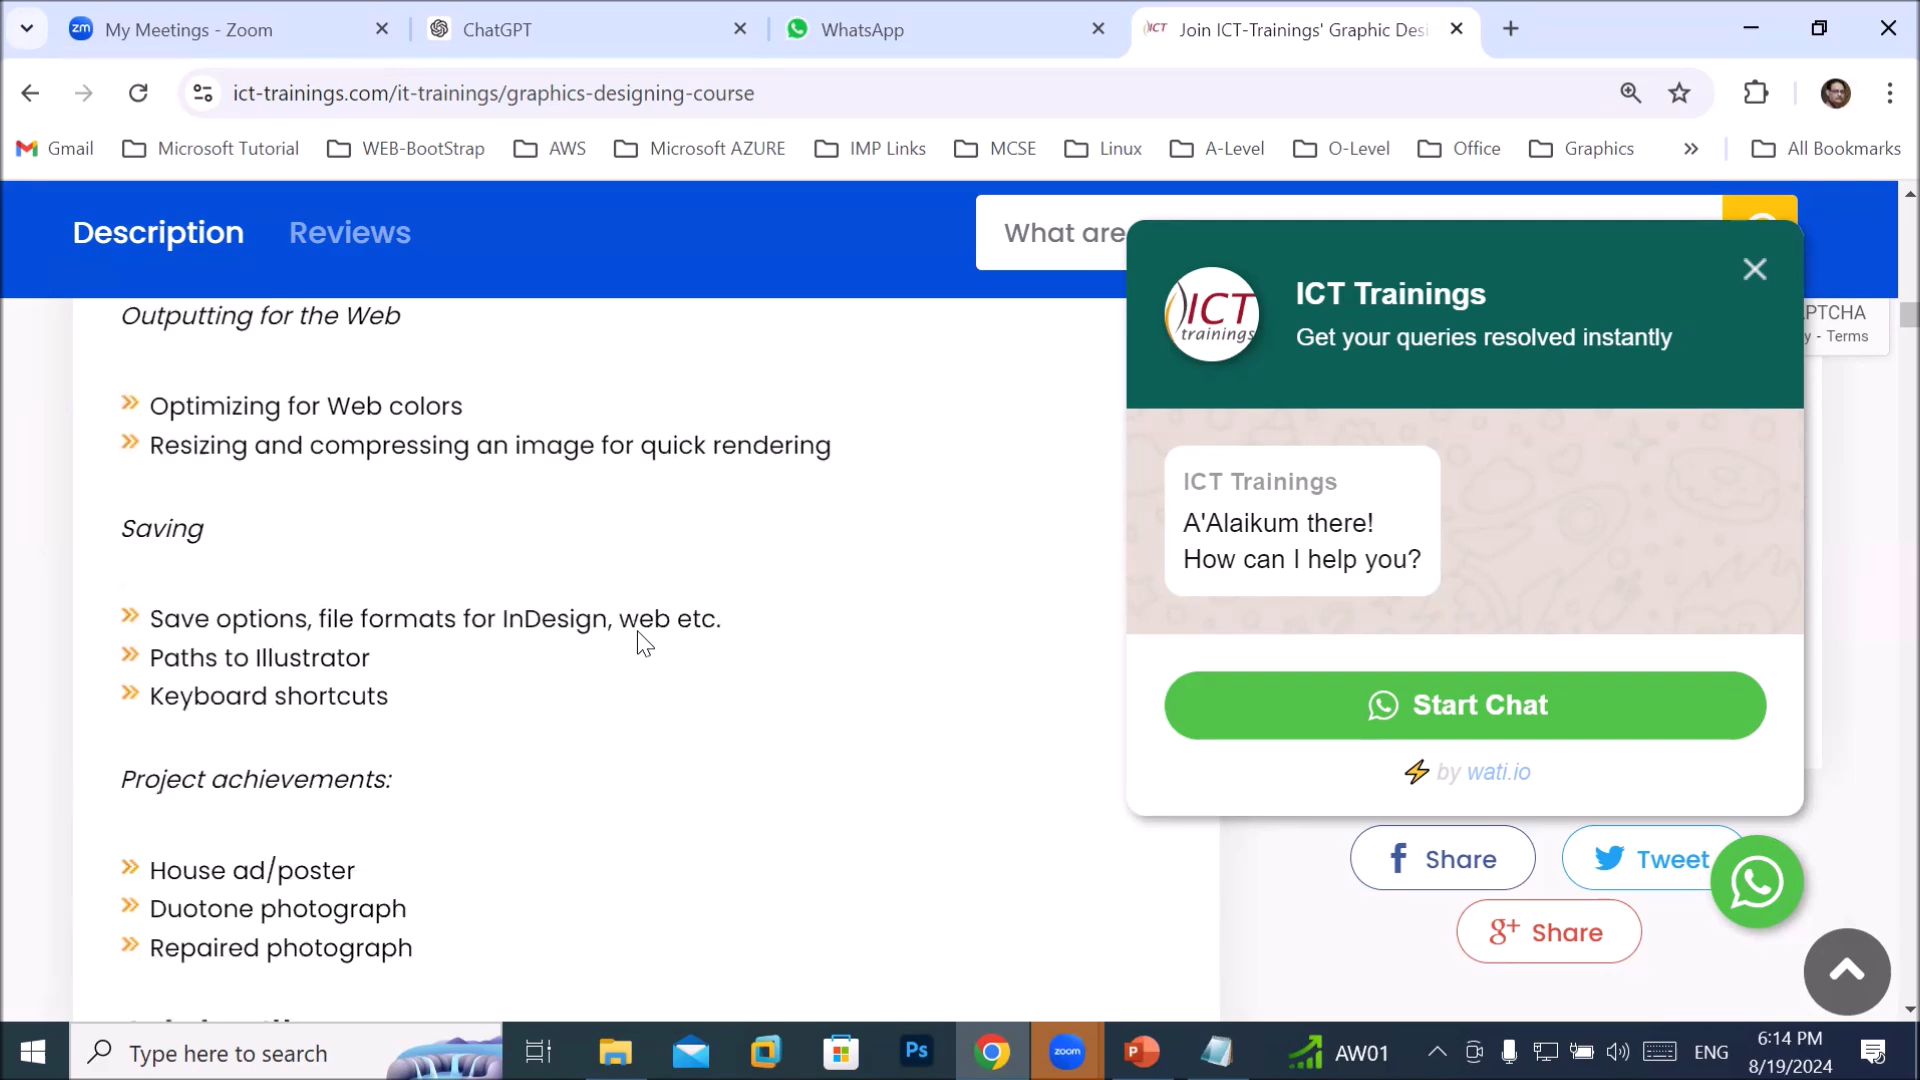 zm My Meetings - Zoom
ChatGPT
WhatsApp
ICT Join ICT-Trainings' Graphic Desi
ict-trainings.com/it-trainings/graphics-designing-course
Gmail
Microsoft Tutorial
WEB-BootStrap
AWS
Microsoft AZURE
IMP Links
MCSE
Linux
A-Level
O-Level
Office
Graphics
All Bookmarks
Description
Reviews
What are
Outputting for the Web
Optimizing for Web colors
Resizing and compressing an image for quick rendering
Saving
Save options, file formats for InDesign, web etc.
Paths to Illustrator
Keyboard shortcuts
Project achievements:
House ad/poster
Duotone photograph
Repaired photograph
ICT
trainings
ICT Trainings
Get your queries resolved instantly
PTCHA
y - Terms
ICT Trainings
A'Alaikum there!
How can I help you?
Start Chat
by wati.io
Share
Tweet
g+ Share
Type here to search
Ps
zoom
P
AW01
ENG
6:14 PM
8/19/2024